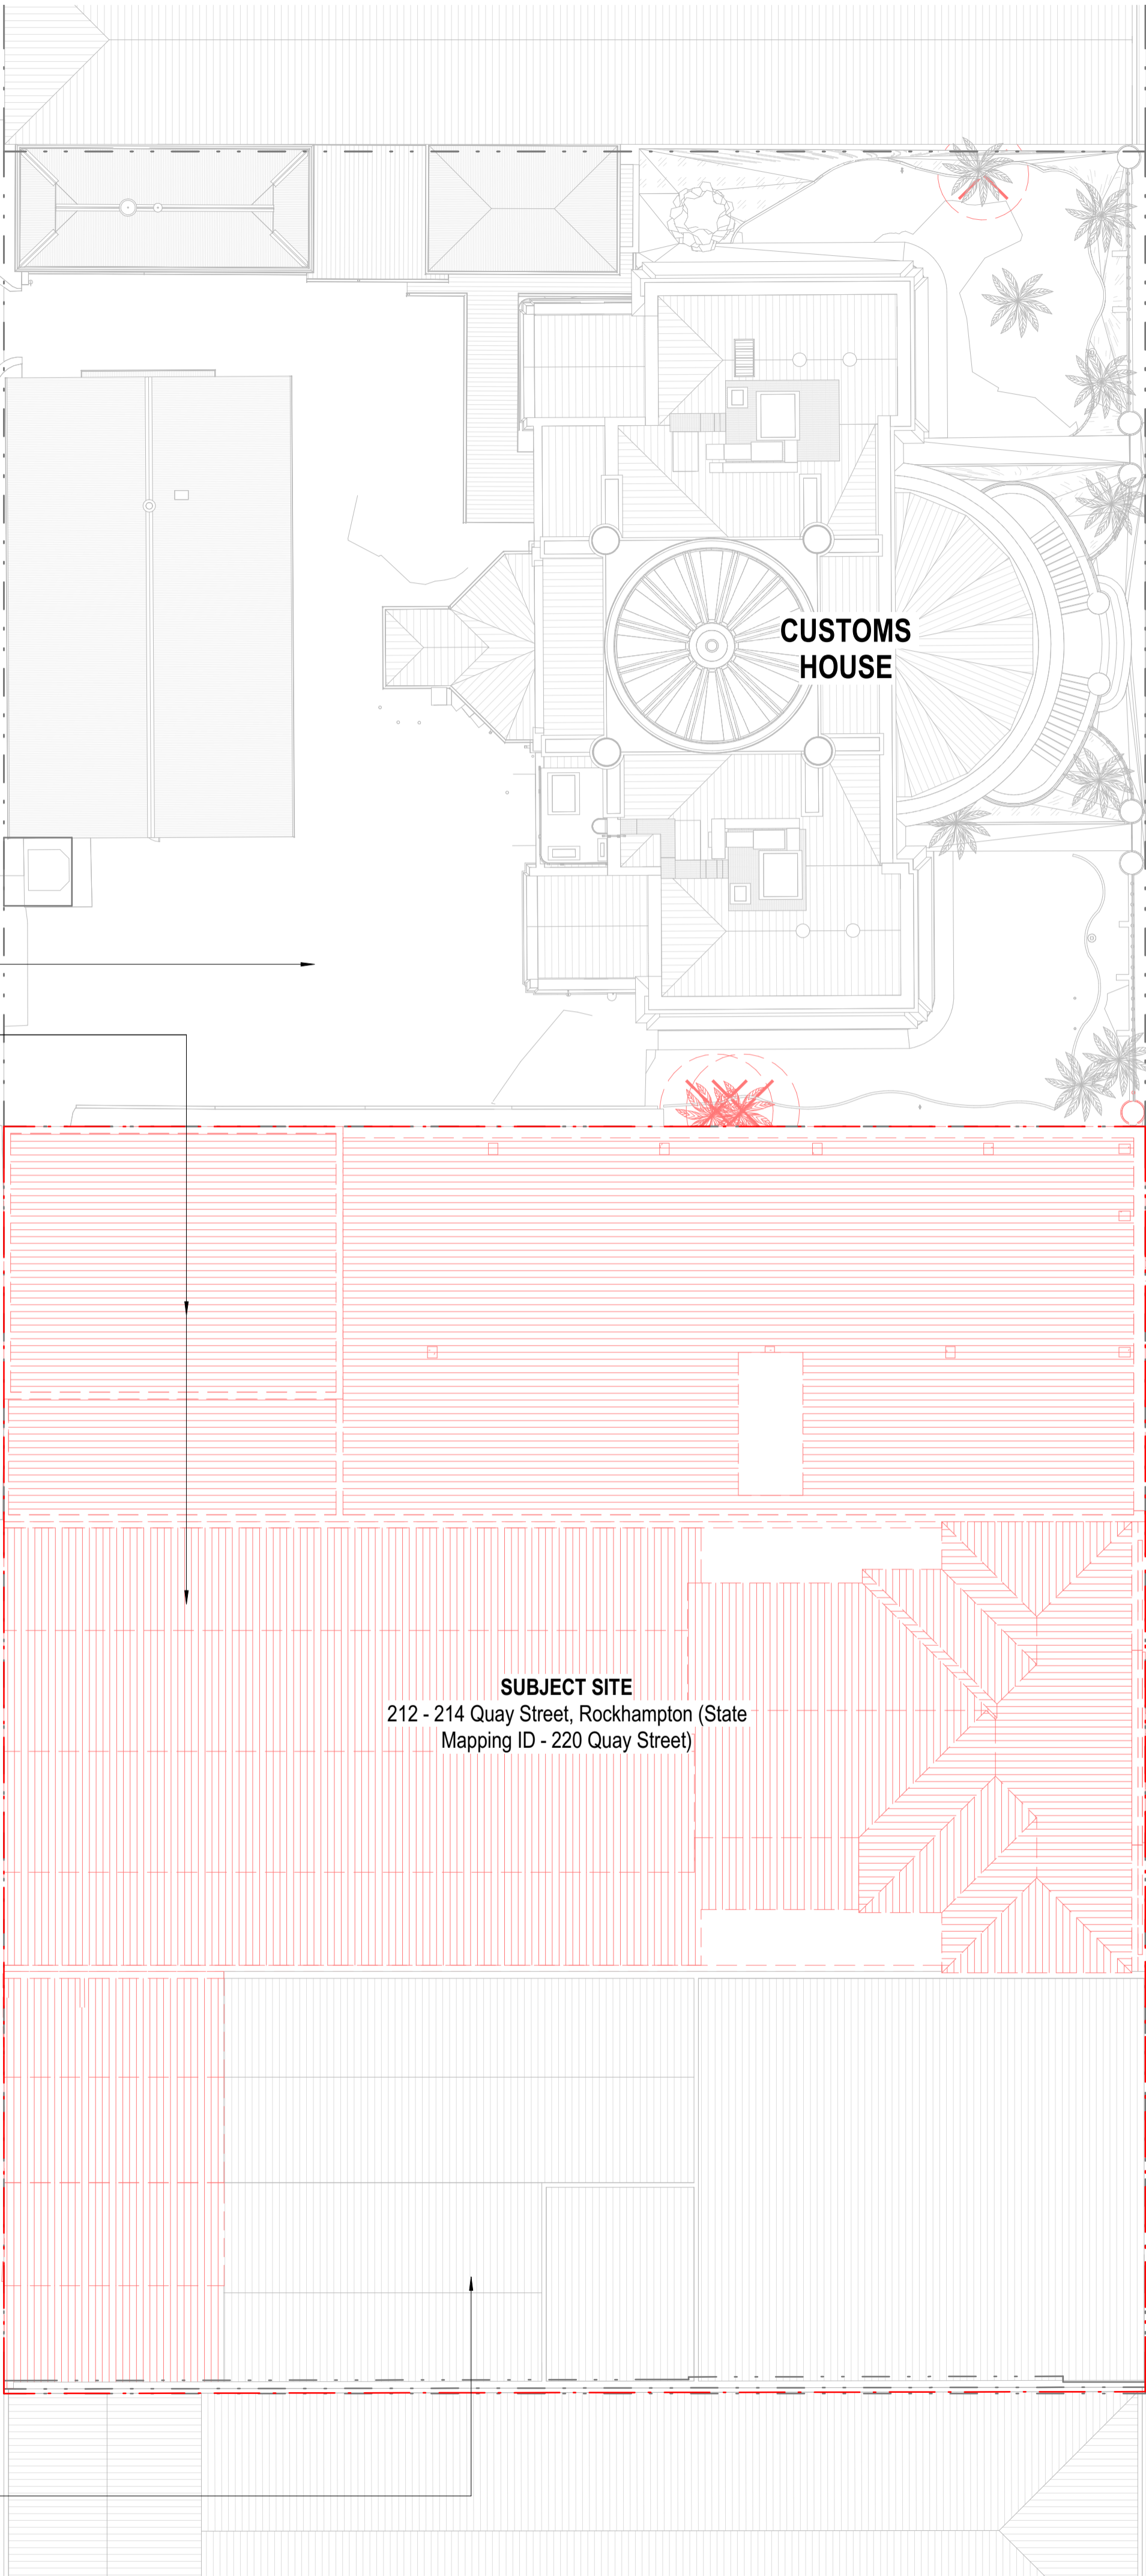 CUSTOMS
HOUSE
SUBJECT SITE
212 - 214 Quay Street, Rockhampton (State
Mapping ID - 220 Quay Street)